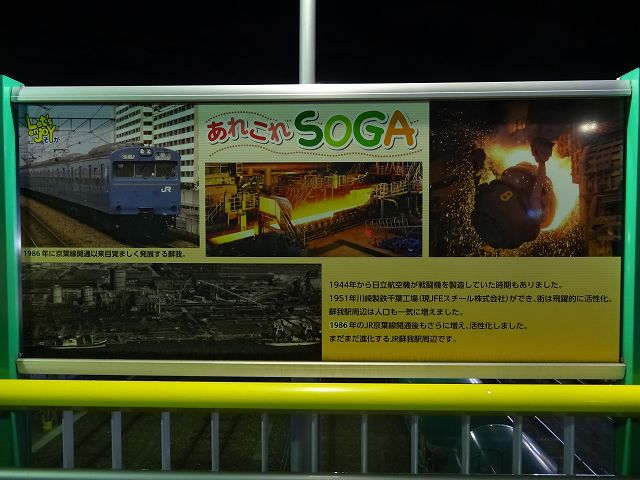 Let's
enjoy
あれこれ SOGA
JR
1986年に京葉線開通以来目覚ましく発展する蘇我。
1944年から日立航空機が戦闘機を製造していた時期もありました。
1951年川崎製鉄千葉工場(現JFEスチール株式会社)ができ、街は飛躍的に活性化。
蘇我駅周辺は人口も一気に増えました。
1986年のJR京葉線開通後もさらに増え、活性化しました。
まだまだ進化するJR蘇我駅周辺です。